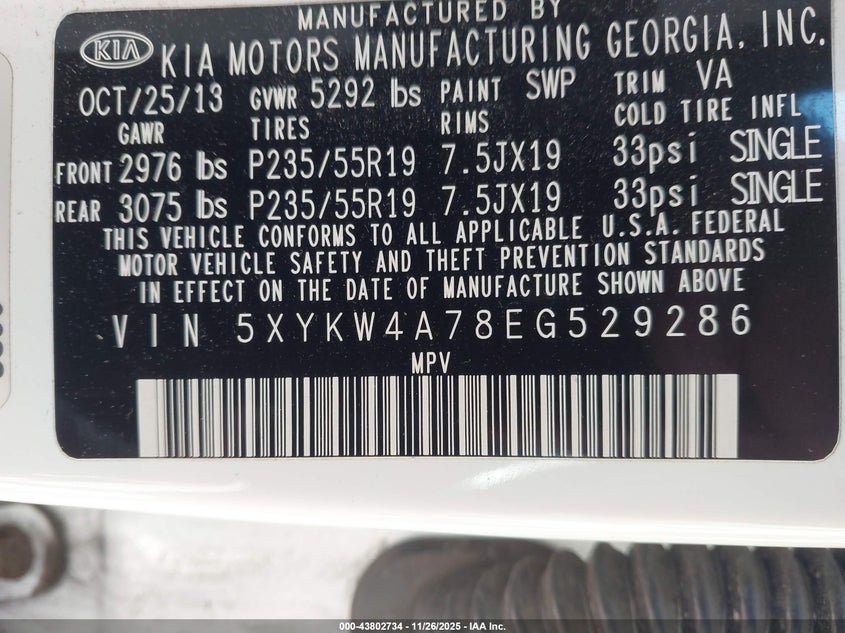 MANUFACTURED BY
KIA KIA MOTORS MANUFACTURING GEORGIA, INC.
OCT/25/13 GVWR 5292 lbs PAINT SWP TRIM VA
GAWR TIRES RIMS COLD TIRE INFL
FRONT 2976 lbs P235/55R19 7.5JX19 33psi SINGLE
REAR 3075 lbs P235/55R19 7.5JX19 33psi SINGLE
THIS VEHICLE CONFORMS TO ALL APPLICABLE U.S.A. FEDERAL
MOTOR VEHICLE SAFETY AND THEFT PREVENTION STANDARDS
IN EFFECT ON THE DATE OF MANUFACTURE SHOWN ABOVE
VIN 5XYKW4A78EG529286
MPV
000-43802734 - 11/26/2025 - IAA Inc.